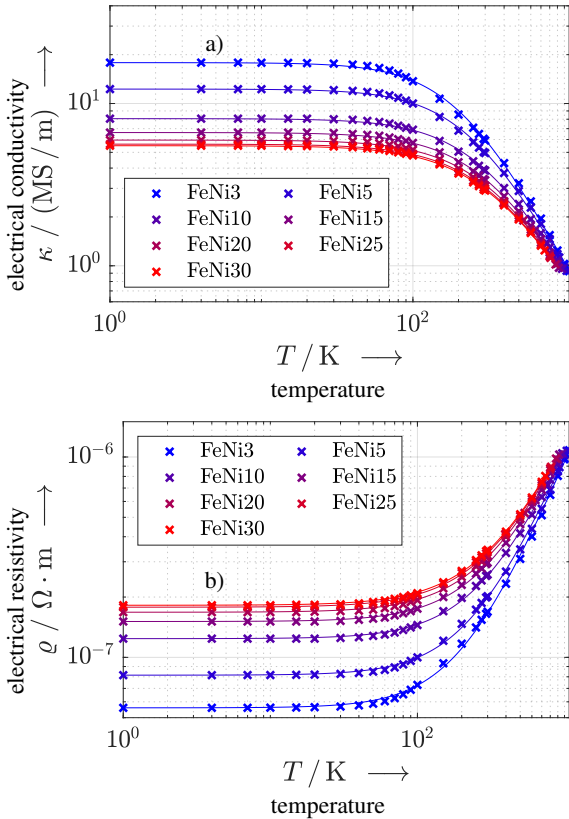 a)
electrical conductivity
κ / (MS / m) ⟶
10^1
10^0
FeNi3 FeNi5
FeNi10 FeNi15
FeNi20 FeNi25
FeNi30
10^0 10^2
T / K ⟶
temperature
b)
electrical resistivity
ϱ / Ω · m ⟶
10^−6
10^−7
FeNi3 FeNi5
FeNi10 FeNi15
FeNi20 FeNi25
FeNi30
10^0 10^2
T / K ⟶
temperature